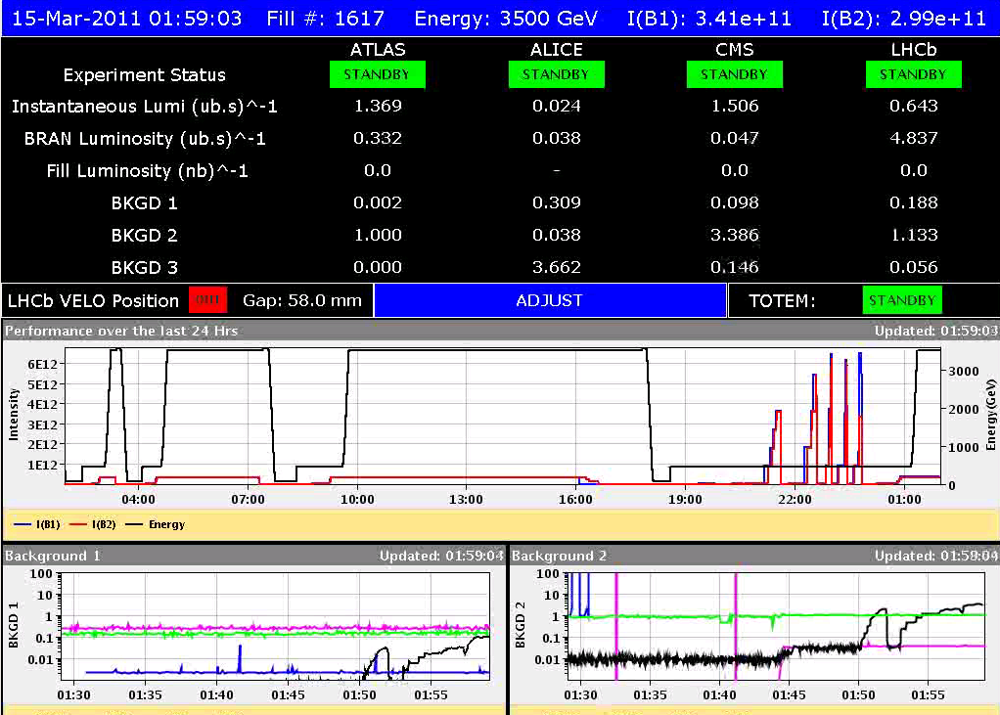 15-Mar-2011 01:59:03 Fill #: 1617 Energy: 3500 GeV I(B1): 3.41e+11 I(B2): 2.99e+11
ATLAS ALICE CMS LHCb
Experiment Status STANDBY STANDBY STANDBY STANDBY
Instantaneous Lumi (ub.s)^-1 1.369 0.024 1.506 0.643
BRAN Luminosity (ub.s)^-1 0.332 0.038 0.047 4.837
Fill Luminosity (nb)^-1 0.0 - 0.0 0.0
BKGD 1 0.002 0.309 0.098 0.188
BKGD 2 1.000 0.038 3.386 1.133
BKGD 3 0.000 3.662 0.146 0.056
LHCb VELO Position OUT Gap: 58.0 mm ADJUST TOTEM: STANDBY
Performance over the last 24 Hrs Updated: 01:59:03
Intensity
6E12
5E12
4E12
3E12
2E12
1E12
3000
2000
1000
0
Energy(GeV)
04:00 07:00 10:00 13:00 16:00 19:00 22:00 01:00
I(B1) I(B2) Energy
Background 1 Updated: 01:59:04
BKGD 1
100
10
1
0.1
0.01
01:30 01:35 01:40 01:45 01:50 01:55
Background 2 Updated: 01:59:04
BKGD 2
100
10
1
0.1
0.01
01:30 01:35 01:40 01:45 01:50 01:55